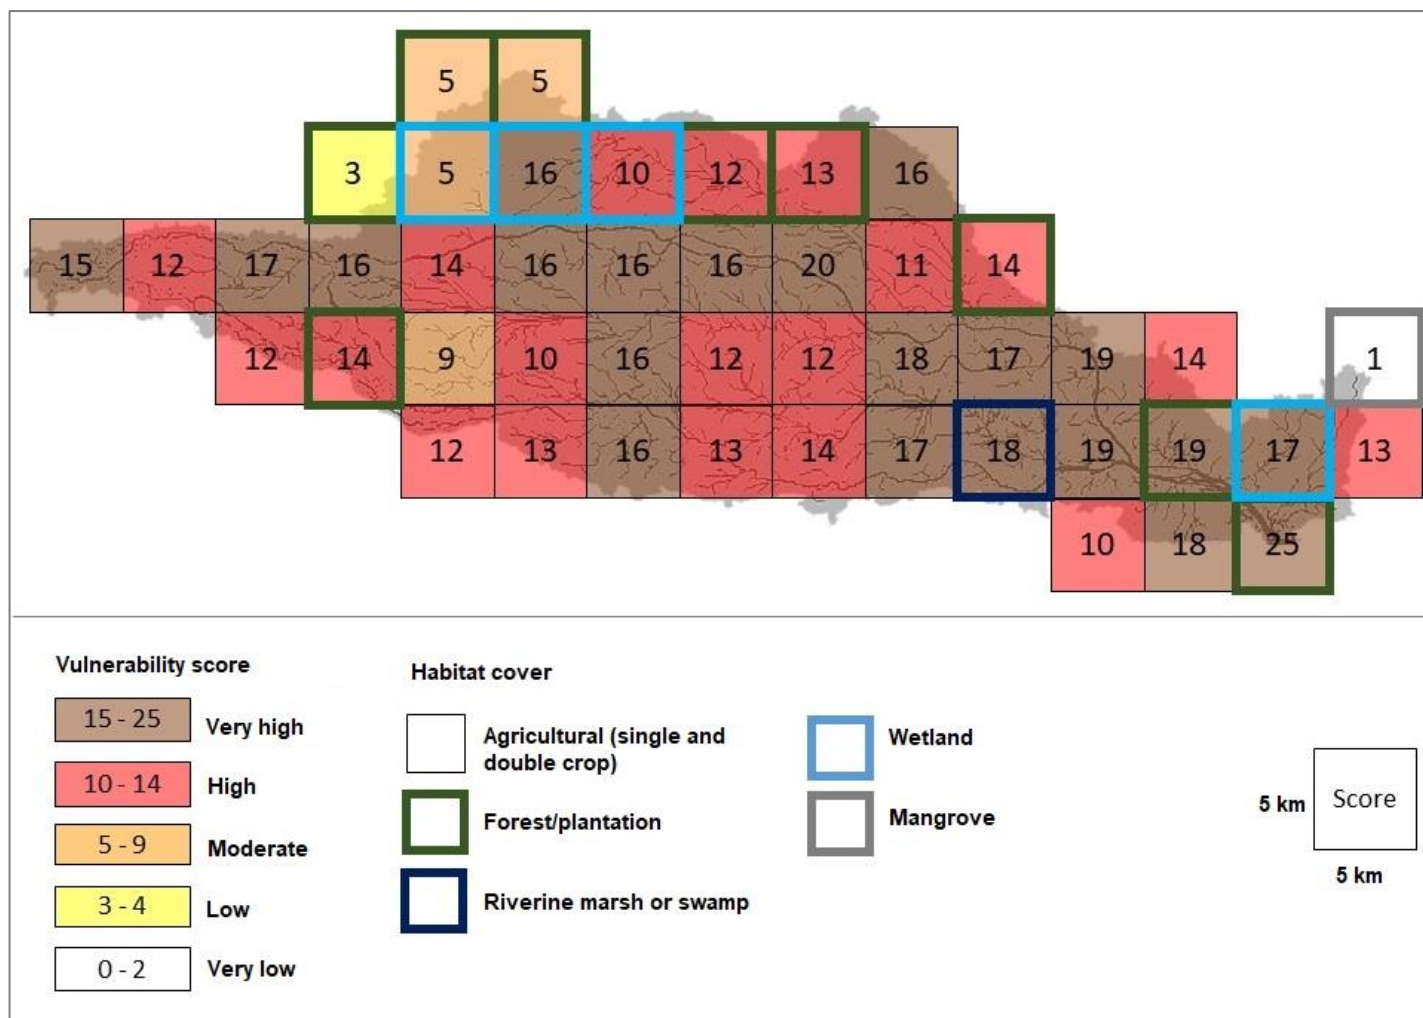 5 5
3 5 16 10 12 13 16
15 12 17 16 14 16 16 16 20 11 14
12 14 9 10 16 12 12 18 17 19 14 1
12 13 16 13 14 17 18 19 19 17 13
10 18 25
Vulnerability score
15 - 25 Very high
10 - 14 High
5 - 9 Moderate
3 - 4 Low
0 - 2 Very low
Habitat cover
Agricultural (single and
double crop)
Forest/plantation
Riverine marsh or swamp
Wetland
Mangrove
5 km Score
5 km